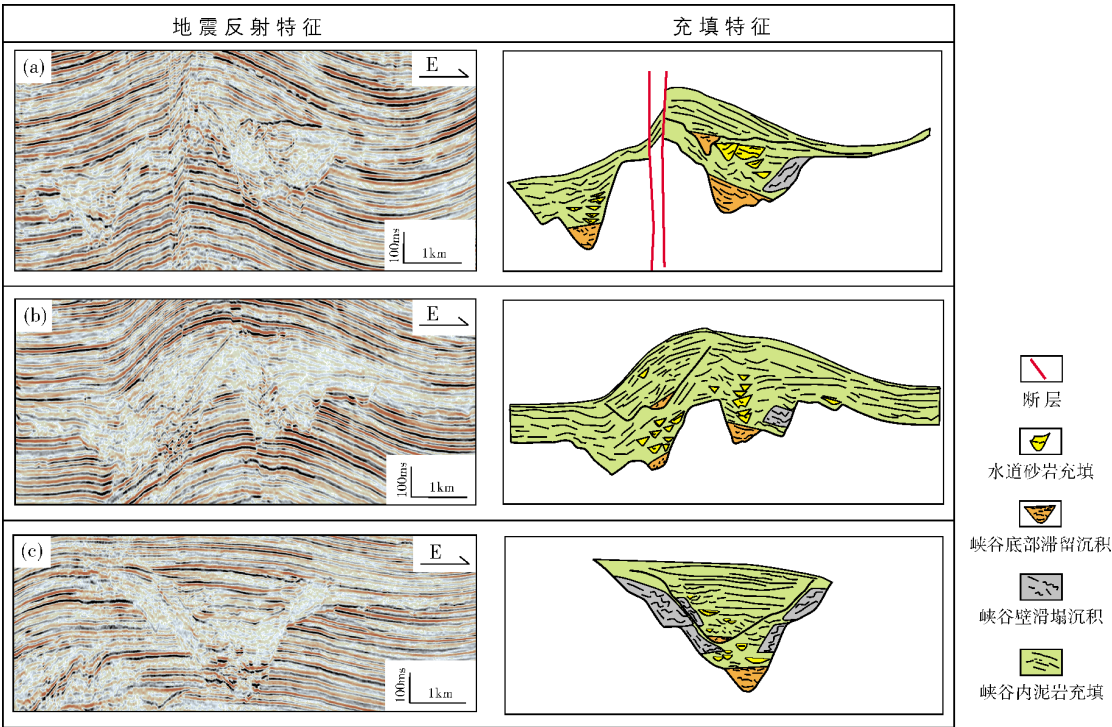 地震反射特征
充填特征
(a)
E
100ms
1km
(b)
E
100ms
1km
(c)
E
100ms
1km
断层
水道砂岩充填
峡谷底部滞留沉积
峡谷壁滑塌沉积
峡谷内泥岩充填